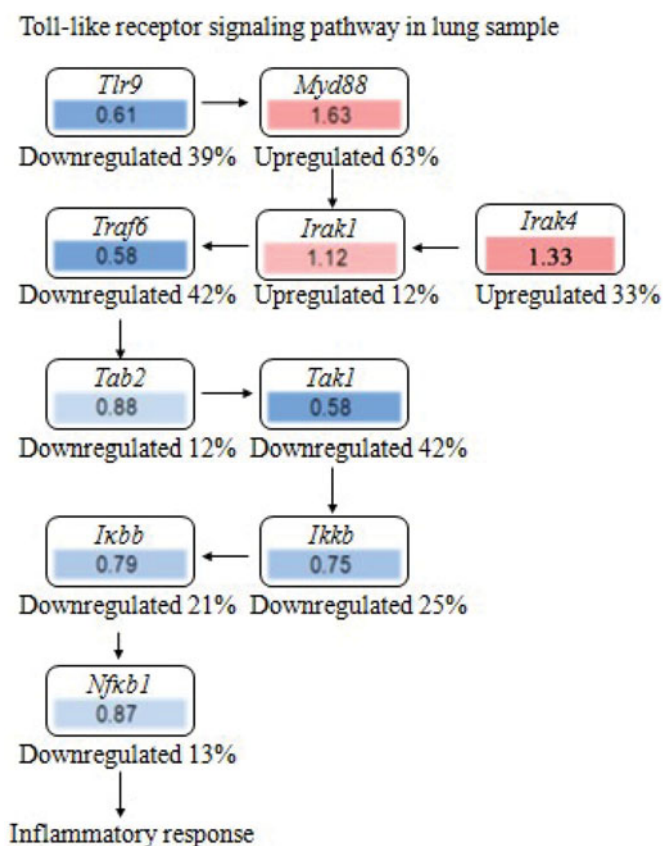 Toll-like receptor signaling pathway in lung sample
Tlr9 Myd88
0.61 1.63
Downregulated 39% Upregulated 63%
Traf6 Irak1 Irak4
0.58 1.12 1.33
Downregulated 42% Upregulated 12% Upregulated 33%
Tab2 Tak1
0.88 0.58
Downregulated 12% Downregulated 42%
Iκbb Ikkb
0.79 0.75
Downregulated 21% Downregulated 25%
Nfκb1
0.87
Downregulated 13%
Inflammatory response